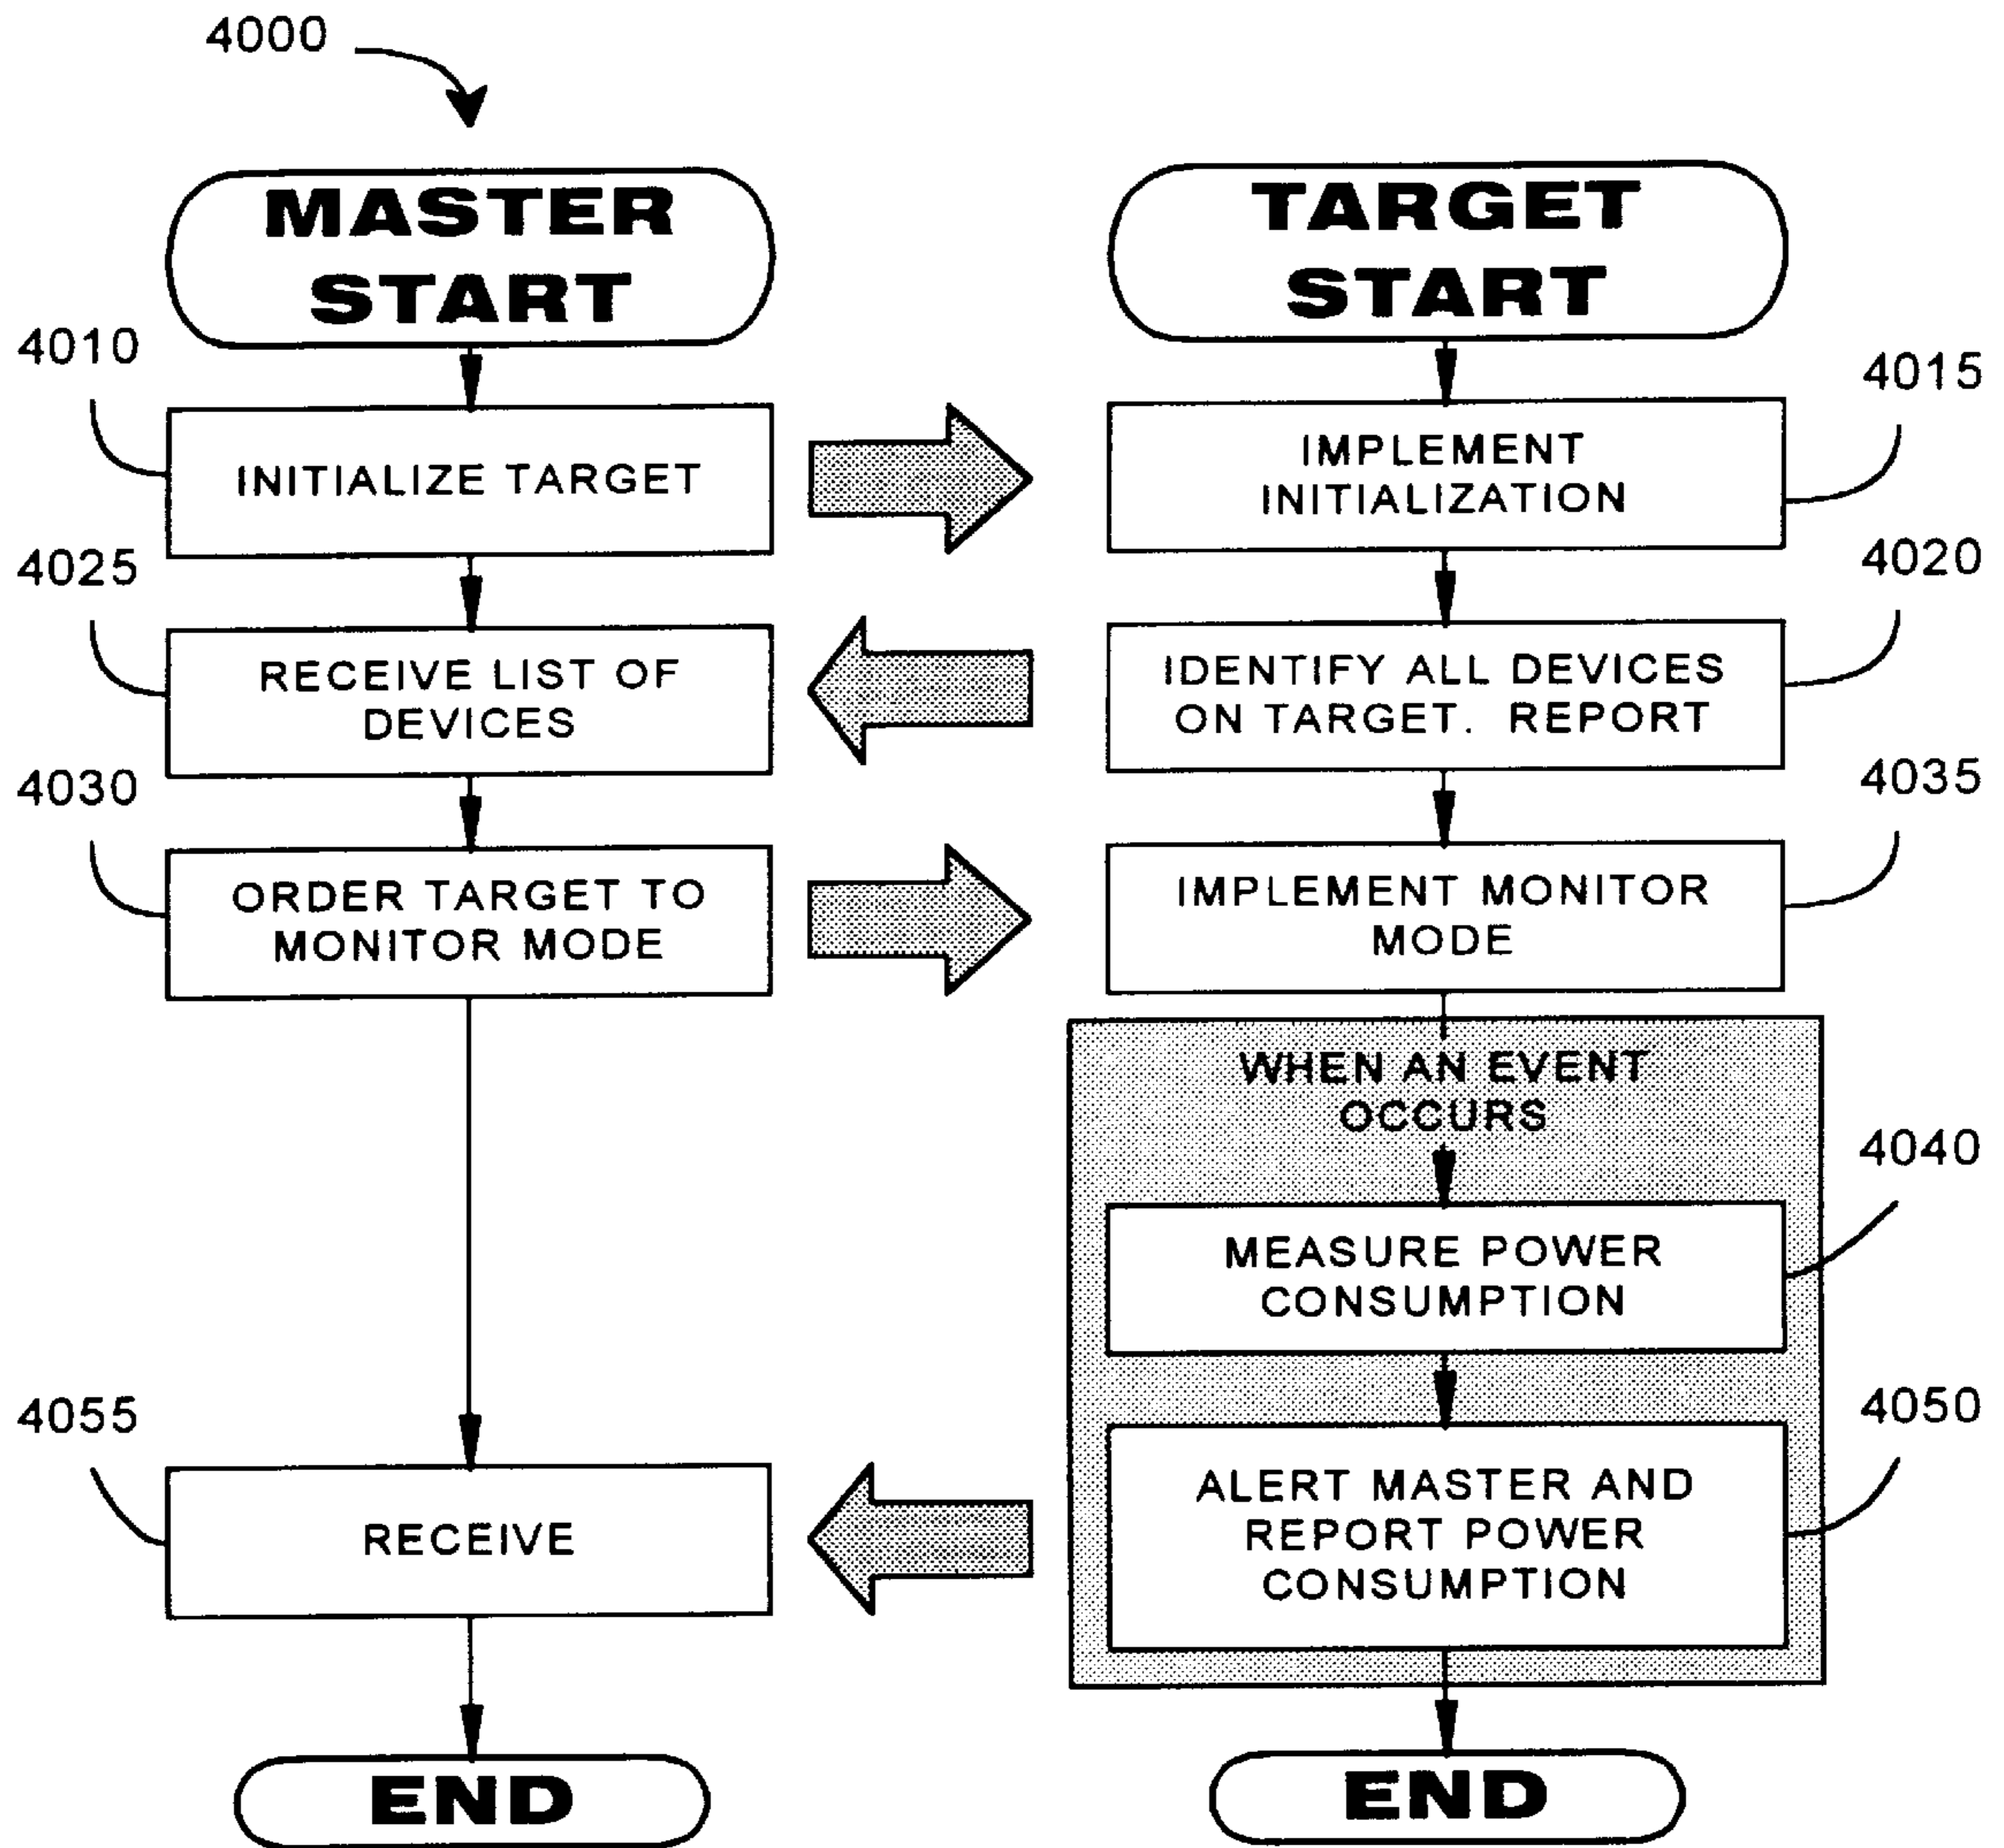 4000
MASTER
START
TARGET
START
4010
4015
INITIALIZE TARGET
IMPLEMENT
INITIALIZATION
4025
4020
RECEIVE LIST OF
DEVICES
IDENTIFY ALL DEVICES
ON TARGET. REPORT
4030
4035
ORDER TARGET TO
MONITOR MODE
IMPLEMENT MONITOR
MODE
WHEN AN EVENT
OCCURS
4040
MEASURE POWER
CONSUMPTION
4055
4050
RECEIVE
ALERT MASTER AND
REPORT POWER
CONSUMPTION
END
END